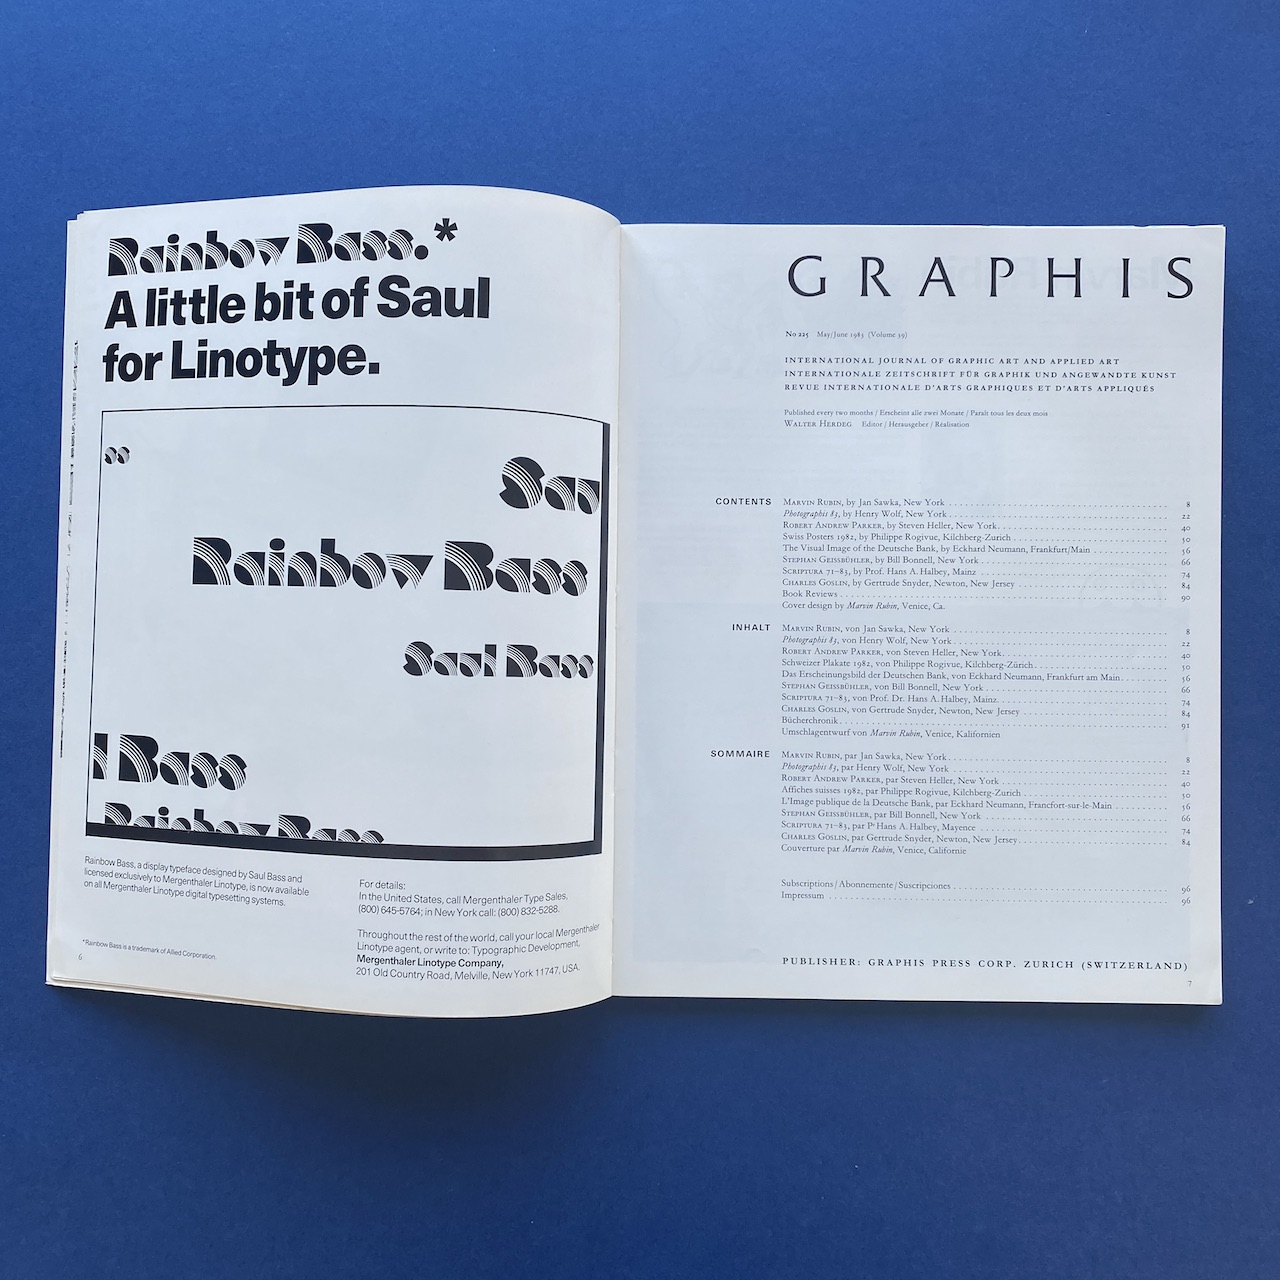 Rainbow Bass.*
A little bit of Saul
for Linotype.
“
Sau
Rainbow Bass
Saul Bass
l Bass
Rainbow Bass
Rainbow Bass, a display typeface designed by Saul Bass and
licensed exclusively to Mergenthaler Linotype, is now available
on all Mergenthaler Linotype digital typesetting systems.
*Rainbow Bass is a trademark of Allied Corporation.
6
For details:
In the United States, call Mergenthaler Type Sales,
(800) 645-5764; in New York call: (800) 832-5288.
Throughout the rest of the world, call your local Mergenthaler
Linotype agent, or write to: Typographic Development,
Mergenthaler Linotype Company,
201 Old Country Road, Melville, New York 11747, USA.
GRAPHIS
No 225 May/June 1983 (Volume 39)
INTERNATIONAL JOURNAL OF GRAPHIC ART AND APPLIED ART
INTERNATIONALE ZEITSCHRIFT FÜR GRAPHIK UND ANGEWANDTE KUNST
REVUE INTERNATIONALE D'ARTS GRAPHIQUES ET D'ARTS APPLIQUÉS
Published every two months / Erscheint alle zwei Monate / Paraît tous les deux mois
WALTER HERDEG Editor / Herausgeber / Réalisation
CONTENTS MARVIN RUBIN, by Jan Sawka, New York 8
Photographis 83, by Henry Wolf, New York 22
ROBERT ANDREW PARKER, by Steven Heller, New York 40
Swiss Posters 1982, by Philippe Rogivue, Kilchberg-Zurich 50
The Visual Image of the Deutsche Bank, by Eckhard Neumann, Frankfurt/Main 56
STEPHAN GEISSBÜHLER, by Bill Bonnell, New York 66
SCRIPTURA 71–83, by Prof. Hans A. Halbey, Mainz 74
CHARLES GOSLIN, by Gertrude Snyder, Newton, New Jersey 84
Book Reviews 90
Cover design by Marvin Rubin, Venice, Ca.
INHALT MARVIN RUBIN, von Jan Sawka, New York 8
Photographis 83, von Henry Wolf, New York 22
ROBERT ANDREW PARKER, von Steven Heller, New York 40
Schweizer Plakate 1982, von Philippe Rogivue, Kilchberg-Zürich 50
Das Erscheinungsbild der Deutschen Bank, von Eckhard Neumann, Frankfurt am Main 56
STEPHAN GEISSBÜHLER, von Bill Bonnell, New York 66
SCRIPTURA 71–83, von Prof. Dr. Hans A. Halbey, Mainz 74
CHARLES GOSLIN, von Gertrude Snyder, Newton, New Jersey 84
Bücherchronik 91
Umschlagentwurf von Marvin Rubin, Venice, Kalifornien
SOMMAIRE MARVIN RUBIN, par Jan Sawka, New York 8
Photographis 83, par Henry Wolf, New York 22
ROBERT ANDREW PARKER, par Steven Heller, New York 40
Affiches suisses 1982, par Philippe Rogivue, Kilchberg-Zurich 50
L'Image publique de la Deutsche Bank, par Eckhard Neumann, Francfort-sur-le-Main 56
STEPHAN GEISSBÜHLER, par Bill Bonnell, New York 66
SCRIPTURA 71–83, par Pr Hans A. Halbey, Mayence 74
CHARLES GOSLIN, par Gertrude Snyder, Newton, New Jersey 84
Couverture par Marvin Rubin, Venice, Californie
Subscriptions / Abonnemente / Suscripciones 96
Impressum 96
PUBLISHER: GRAPHIS PRESS CORP. ZURICH (SWITZERLAND)
7